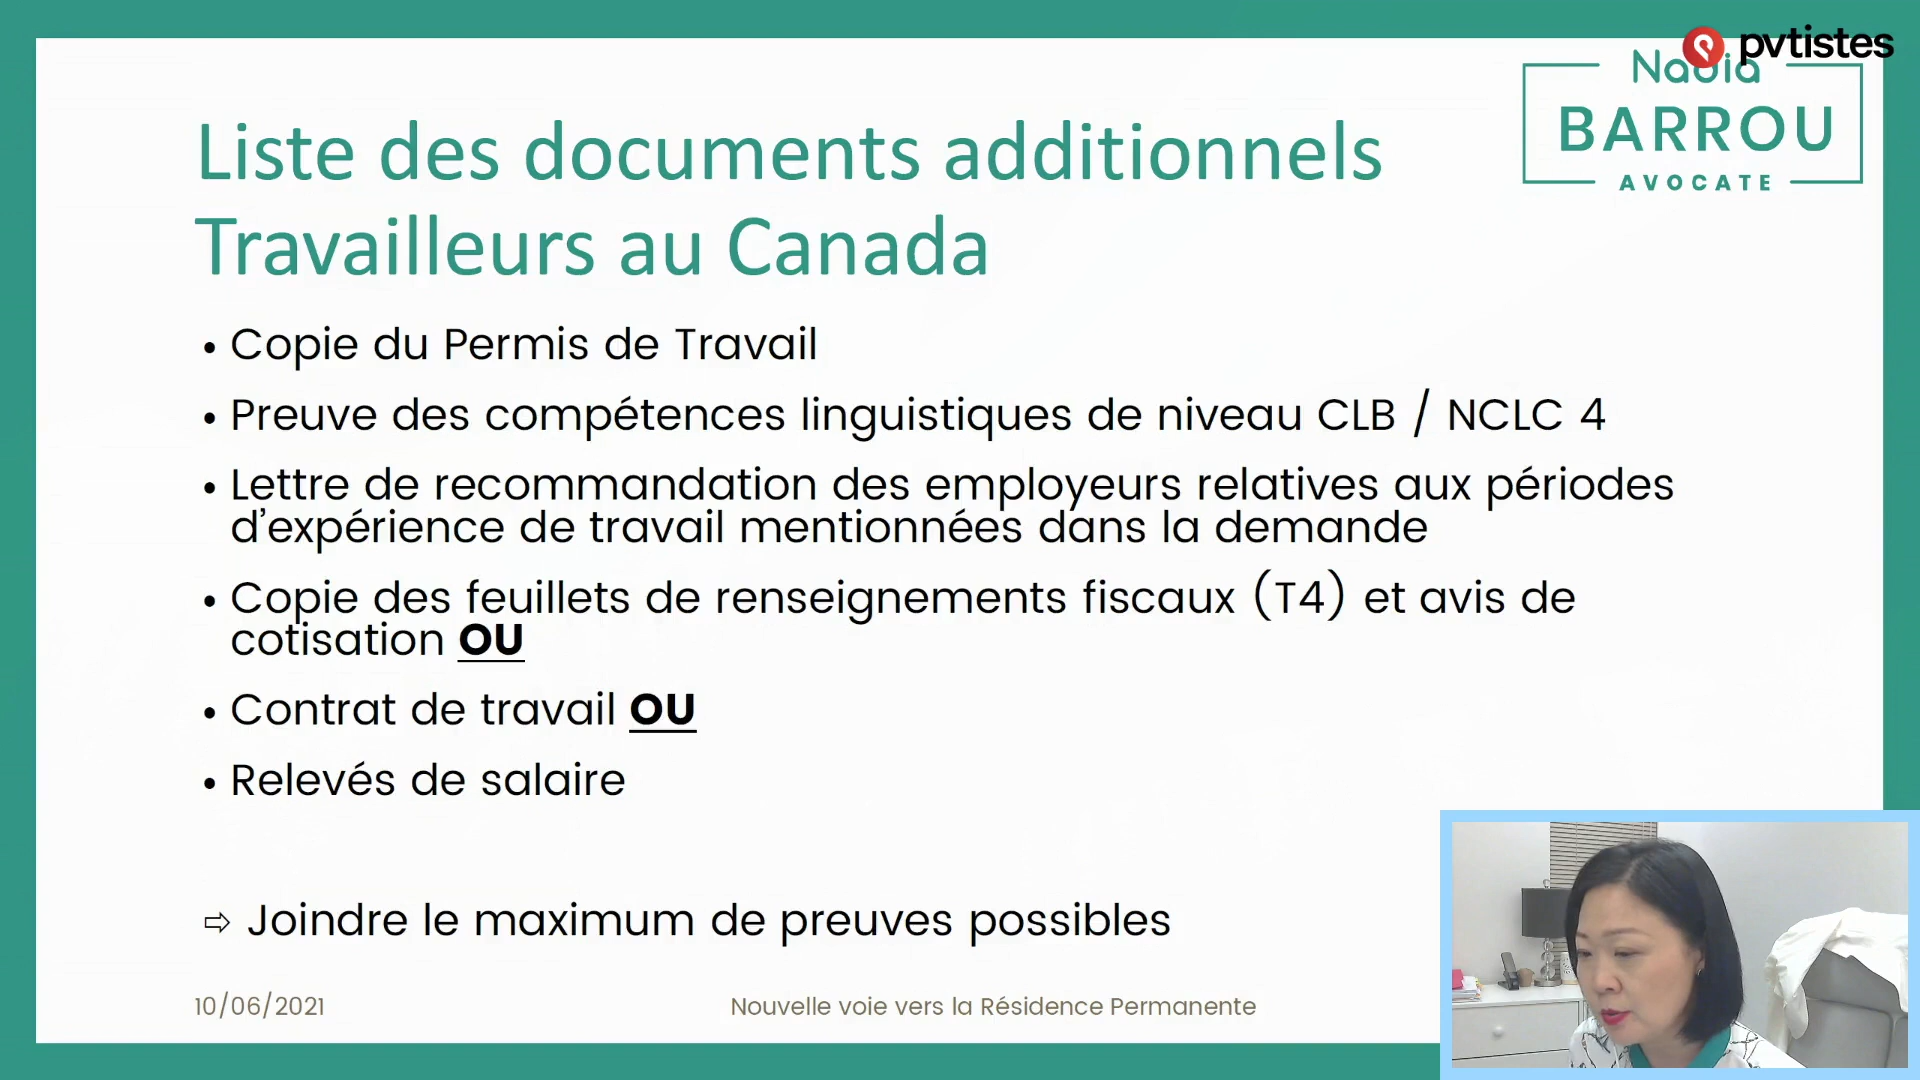 pvtistes
Nadia
BARROU
AVOCATE
Liste des documents additionnels
Travailleurs au Canada
• Copie du Permis de Travail
• Preuve des compétences linguistiques de niveau CLB / NCLC 4
• Lettre de recommandation des employeurs relatives aux périodes
d’expérience de travail mentionnées dans la demande
• Copie des feuillets de renseignements fiscaux (T4) et avis de
cotisation OU
• Contrat de travail OU
• Relevés de salaire
⇨ Joindre le maximum de preuves possibles
10/06/2021
Nouvelle voie vers la Résidence Permanente